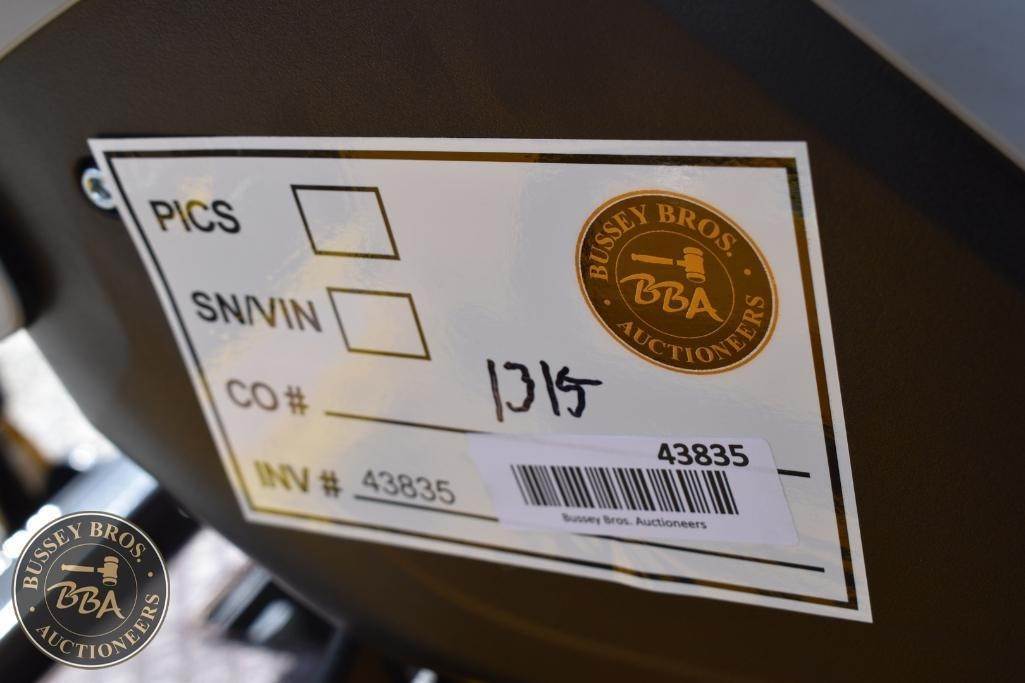 PICS
BUSSEY BROS.
BBA
AUCTIONEERS
SN/VIN
CO # 1315
INV # 43835
43835
Bussey Bros. Auctioneers
BUSSEY BROS.
BBA
AUCTIONEERS